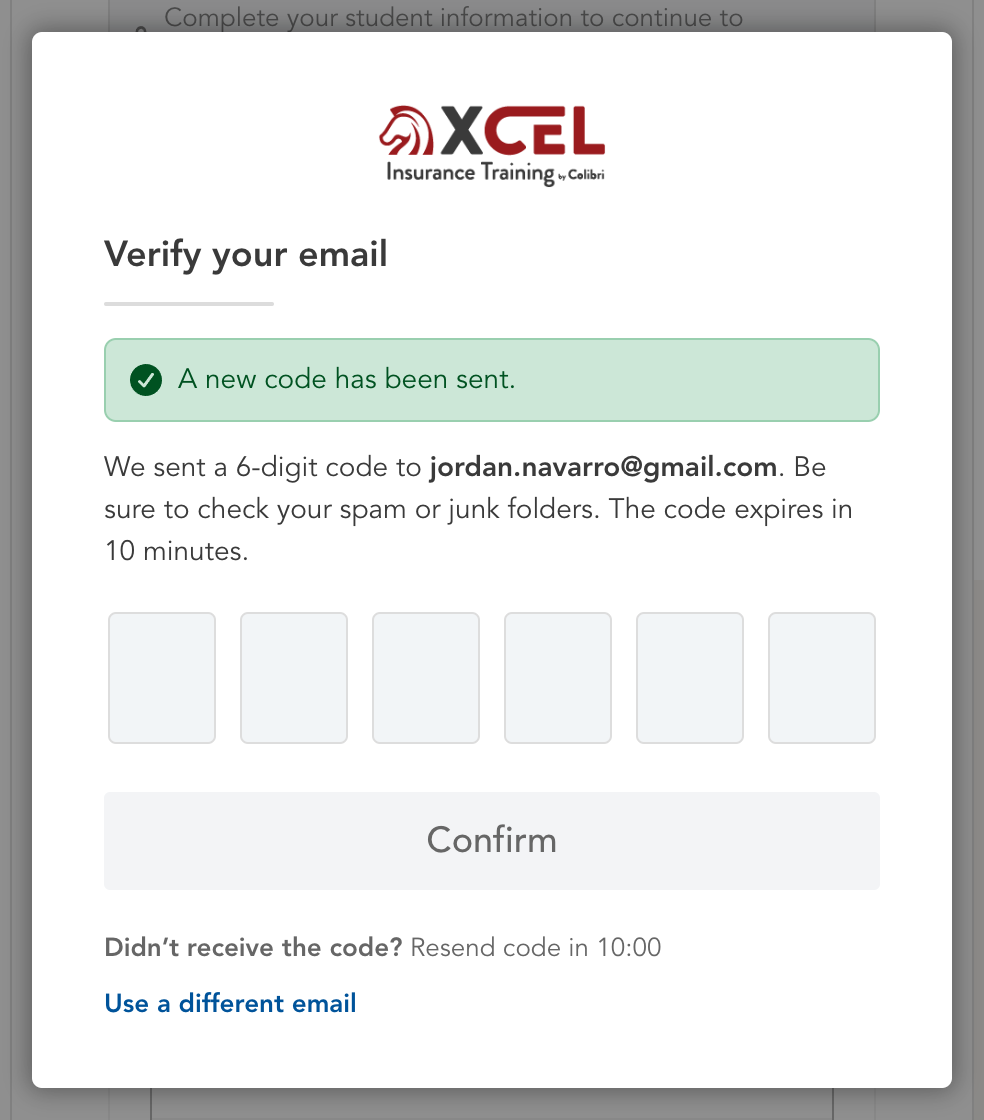 Complete your student information to continue to
XCEL
Insurance Training by Colibri
Verify your email
A new code has been sent.
We sent a 6-digit code to jordan.navarro@gmail.com. Be
sure to check your spam or junk folders. The code expires in
10 minutes.
Confirm
Didn’t receive the code? Resend code in 10:00
Use a different email